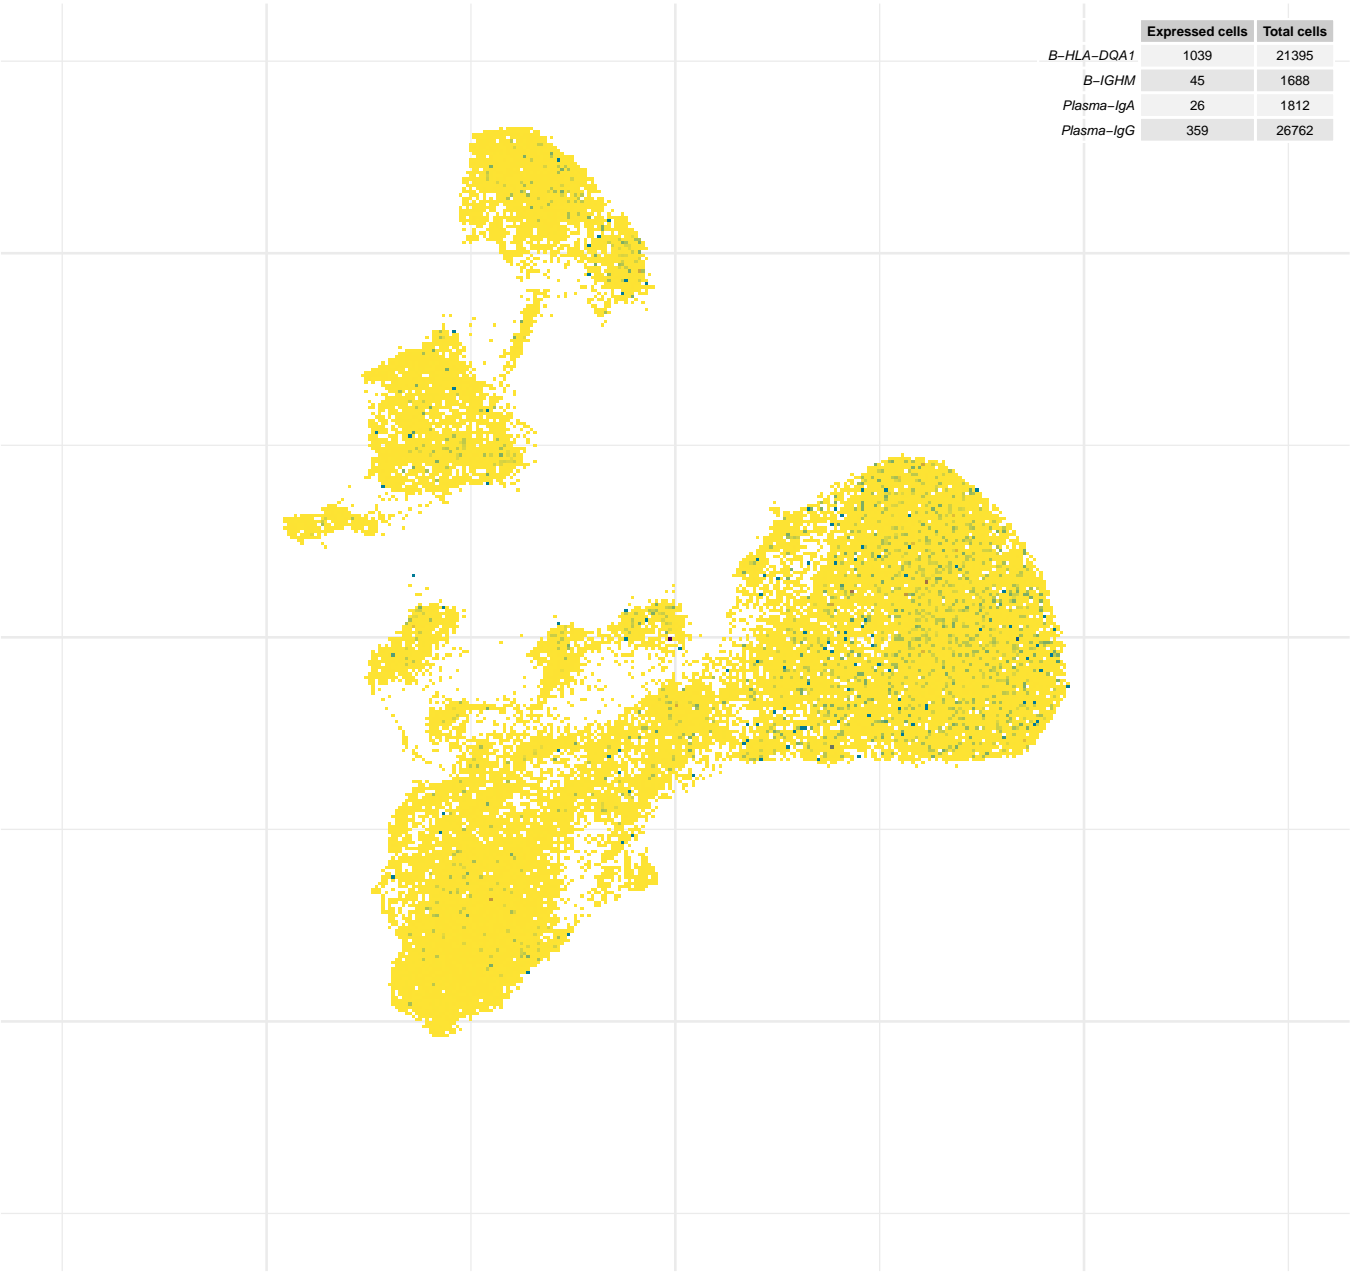 Expressed cells Total cells
B−HLA−DQA1 1039 21395
B−IGHM 45 1688
Plasma−IgA 26 1812
Plasma−IgG 359 26762